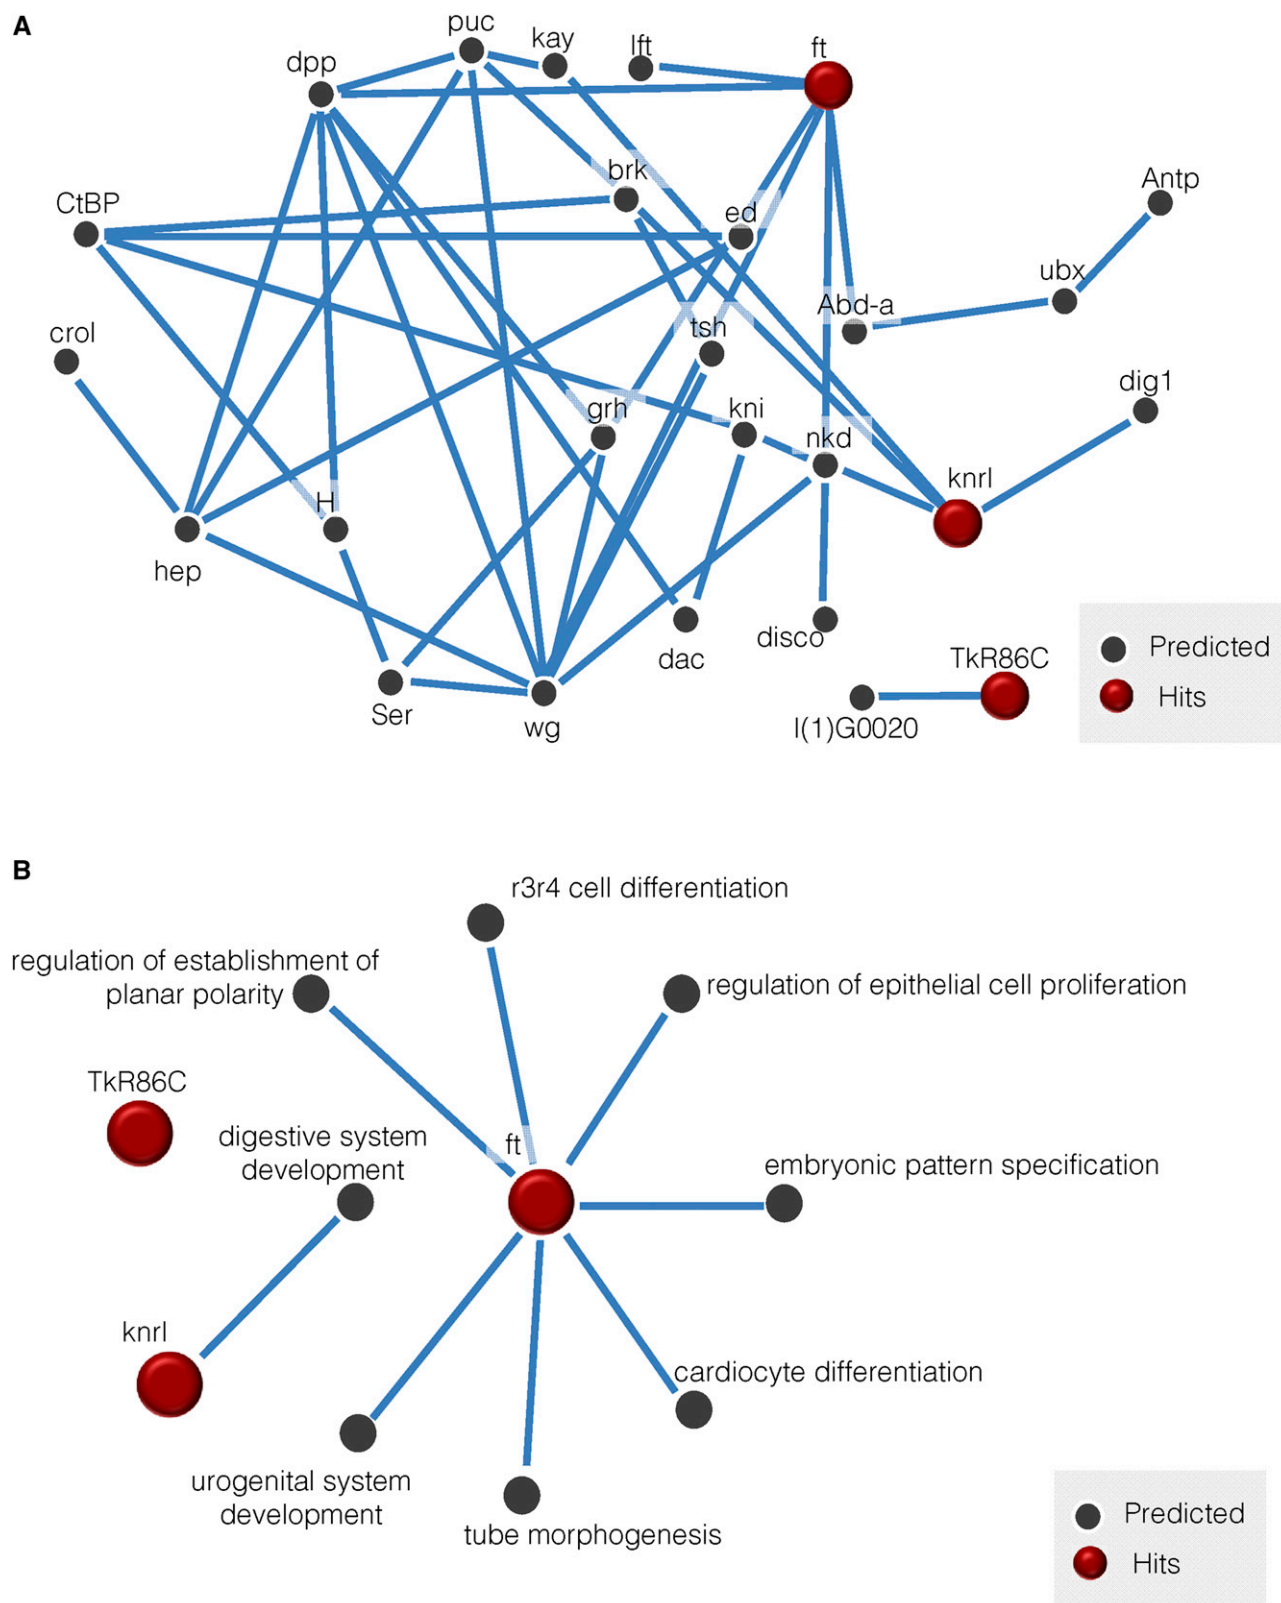 A
puc
kay
lft
ft
dpp
brk
Antp
CtBP
ed
ubx
Abd-a
crol
tsh
dig1
grh
kni
nkd
knrl
H
hep
disco
Predicted
dac
TkR86C
Hits
Ser
wg
l(1)G0020
B
r3r4 cell differentiation
regulation of establishment of
planar polarity
regulation of epithelial cell proliferation
TkR86C
digestive system
development
ft
embryonic pattern specification
knrl
cardiocyte differentiation
urogenital system
development
tube morphogenesis
Predicted
Hits